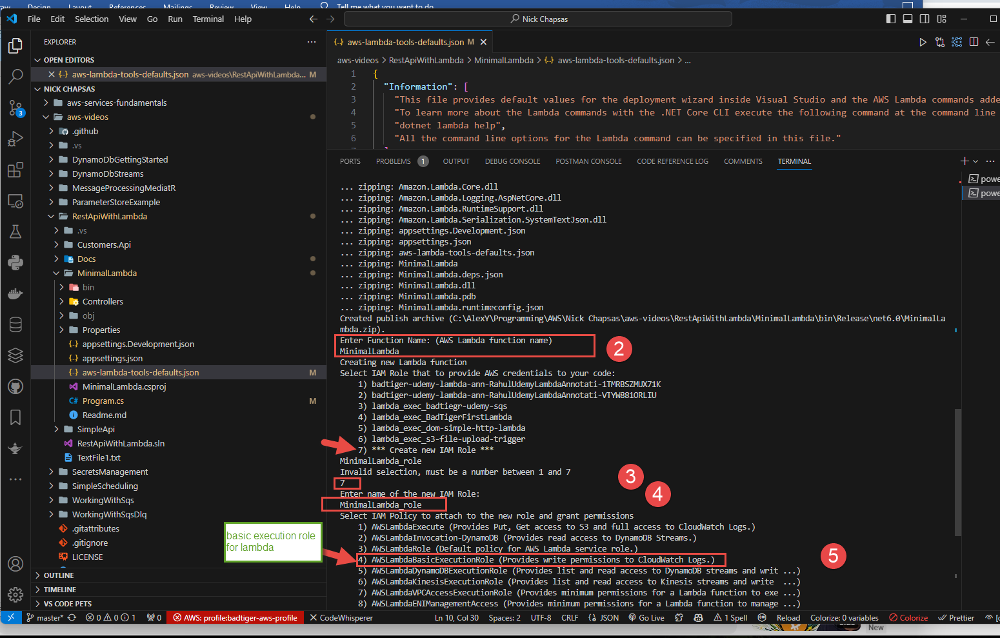 Design Layout References Mailings Review View Help Tell me what you want to do
File Edit Selection View Go Run Terminal Help
Nick Chapsas
EXPLORER
OPEN EDITORS
{..} aws-lambda-tools-defaults.json aws-videos\RestApiWithLambda... M
NICK CHAPSAS
aws-services-fundamentals
aws-videos
.github
.vs
DynamoDbGettingStarted
DynamoDbStreams
MessageProcessingMediatR
ParameterStoreExample
RestApiWithLambda
.vs
Customers.Api
Docs
MinimalLambda
bin
Controllers
obj
Properties
{..} appsettings.Development.json
{..} appsettings.json
{..} aws-lambda-tools-defaults.json M
MinimalLambda.csproj
C# Program.cs M
Readme.md
SimpleApi
RestApiWithLambda.sln
TextFile1.txt
SecretsManagement
SimpleScheduling
WorkingWithSqs
WorkingWithSqsDlq
.gitattributes
.gitignore
LICENSE
OUTLINE
TIMELINE
VS CODE PETS
3
{..} aws-lambda-tools-defaults.json M
aws-videos > RestApiWithLambda > MinimalLambda > {..} aws-lambda-tools-defaults.json > ...
1 {
2 "Information": [
3 "This file provides default values for the deployment wizard inside Visual Studio and the AWS Lambda commands adde
4 "To learn more about the Lambda commands with the .NET Core CLI execute the following command at the command line
5 "dotnet lambda help",
6 "All the command line options for the Lambda command can be specified in this file."
PORTS PROBLEMS 1 OUTPUT DEBUG CONSOLE POSTMAN CONSOLE CODE REFERENCE LOG COMMENTS TERMINAL
powe
powe
... zipping: Amazon.Lambda.Core.dll
... zipping: Amazon.Lambda.Logging.AspNetCore.dll
... zipping: Amazon.Lambda.RuntimeSupport.dll
... zipping: Amazon.Lambda.Serialization.SystemTextJson.dll
... zipping: appsettings.Development.json
... zipping: appsettings.json
... zipping: aws-lambda-tools-defaults.json
... zipping: MinimalLambda
... zipping: MinimalLambda.deps.json
... zipping: MinimalLambda.dll
... zipping: MinimalLambda.pdb
... zipping: MinimalLambda.runtimeconfig.json
Created publish archive (C:\AlexY\Programming\AWS\Nick Chapsas\aws-videos\RestApiWithLambda\MinimalLambda\bin\Release\net6.0\MinimalLa
mbda.zip).
Enter Function Name: (AWS Lambda function name)
MinimalLambda
2
Creating new Lambda function
Select IAM Role that to provide AWS credentials to your code:
1) badtiger-udemy-lambda-ann-RahulUdemyLambdaAnnotati-1TMRBSZMUX71K
2) badtiger-udemy-lambda-ann-RahulUdemyLambdaAnnotati-VTYW881ORLIU
3) lambda_exec_badtiegr-udemy-sqs
4) lambda_exec_BadTigerFirstLambda
5) lambda_exec_dom-simple-http-lambda
6) lambda_exec_s3-file-upload-trigger
7) *** Create new IAM Role ***
MinimalLambda_role
Invalid selection, must be a number between 1 and 7
3
7
Enter name of the new IAM Role:
4
MinimalLambda_role
Select IAM Policy to attach to the new role and grant permissions
1) AWSLambdaExecute (Provides Put, Get access to S3 and full access to CloudWatch Logs.)
2) AWSLambdaInvocation-DynamoDB (Provides read access to DynamoDB Streams.)
3) AWSLambdaRole (Default policy for AWS Lambda service role.)
4) AWSLambdaBasicExecutionRole (Provides write permissions to CloudWatch Logs.)
5
5) AWSLambdaDynamoDBExecutionRole (Provides list and read access to DynamoDB streams and writ ...)
6) AWSLambdaKinesisExecutionRole (Provides list and read access to Kinesis streams and write ...)
7) AWSLambdaVPCAccessExecutionRole (Provides minimum permissions for a Lambda function to exe ...)
8) AWSLambdaENIManagementAccess (Provides minimum permissions for a Lambda function to manage ...)
basic execution role
for lambda
master* 0 0 1 0 AWS: profile:badtiger-aws-profile CodeWhisperer Ln 10, Col 30 Spaces: 2 UTF-8 CRLF {} JSON Go Live 1 Spell Reload Colorize: 0 variables Colorize Prettier
New